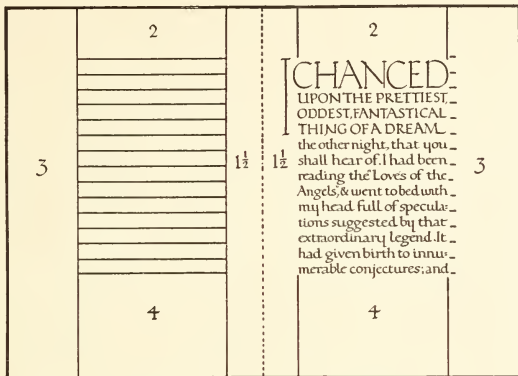 2
2
I CHANCED
UPON THE PRETTIEST,
ODDEST, FANTASTICAL
THING OF A DREAM
the other night, that you
shall hear of. I had been
reading the Loves of the
Angels, & went to bed with
my head full of specula-
tions suggested by that
extraordinary legend. It
had given birth to innu-
merable conjectures; and
3
1½
1½
3
4
4